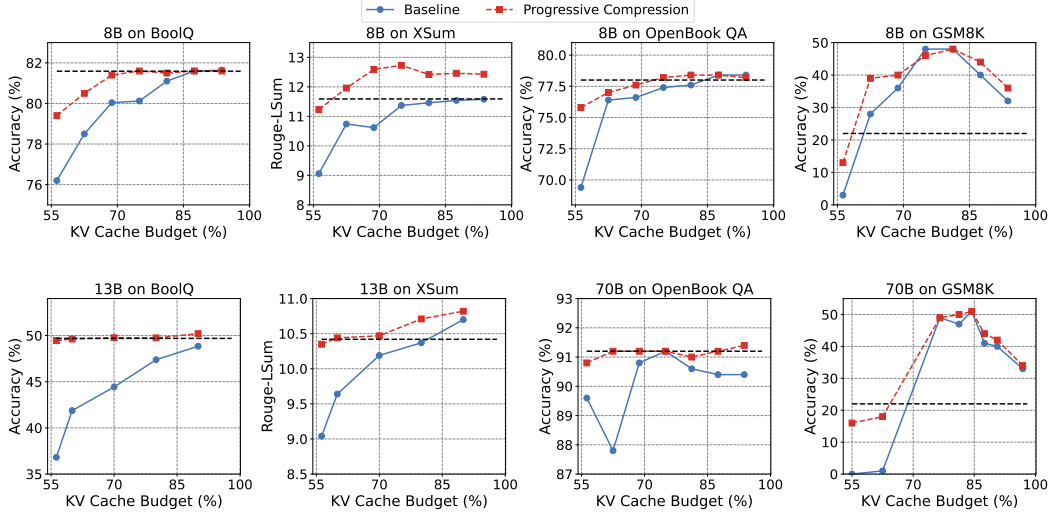 Baseline Progressive Compression
8B on BoolQ
Accuracy (%)
82
80
78
76
55 70 85 100
KV Cache Budget (%)
8B on XSum
Rouge-LSum
13
12
11
10
9
8
55 70 85 100
KV Cache Budget (%)
8B on OpenBook QA
Accuracy (%)
80.0
77.5
75.0
72.5
70.0
55 70 85 100
KV Cache Budget (%)
8B on GSM8K
Accuracy (%)
50
40
30
20
10
0
55 70 85 100
KV Cache Budget (%)
13B on BoolQ
Accuracy (%)
50
45
40
35
55 70 85 100
KV Cache Budget (%)
13B on XSum
Rouge-LSum
11.0
10.5
10.0
9.5
9.0
8.5
55 70 85 100
KV Cache Budget (%)
70B on OpenBook QA
Accuracy (%)
93
92
91
90
89
88
87
55 70 85 100
KV Cache Budget (%)
70B on GSM8K
Accuracy (%)
50
40
30
20
10
0
55 70 85 100
KV Cache Budget (%)